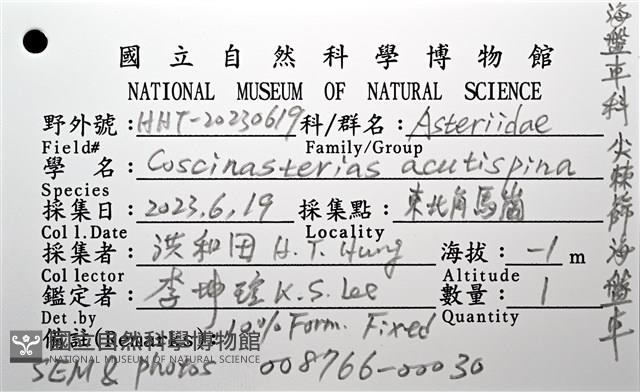 國立自然科學博物館
NATIONAL MUSEUM OF NATURAL SCIENCE
野外號:HHT-20230619 科/群名:Asteriidae
Field# Family/Group
學 名:Coscinasterias acutispina
Species
採集日:2023,6,19 採集點:東北角馬崗
Coll.Date Locality
採集者:洪和田 H.T. Hung 海拔:-1 m
Collector Altitude
鑑定者:李坤瑄 K.S. Lee 數量:1
Det.by Quantity
備註(Remarks):10% Form. Fixed
國立自然科學博物館
NATIONAL MUSEUM OF NATURAL SCIENCE
SEM & photos 008766-00030
海盤車科 尖棘篩海盤車